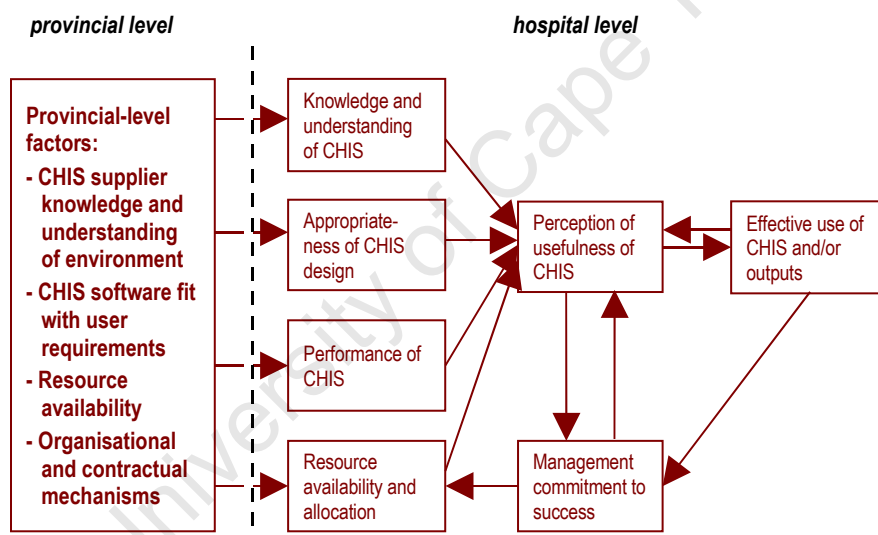 provincial level
hospital level
Provincial-level
factors:
- CHIS supplier
knowledge and
understanding
of environment
- CHIS software fit
with user
requirements
- Resource
availability
- Organisational
and contractual
mechanisms
Knowledge and
understanding
of CHIS
Appropriate-
ness of CHIS
design
Performance of
CHIS
Resource
availability and
allocation
Perception of
usefulness of
CHIS
Management
commitment to
success
Effective use of
CHIS and/or
outputs
University of Cape